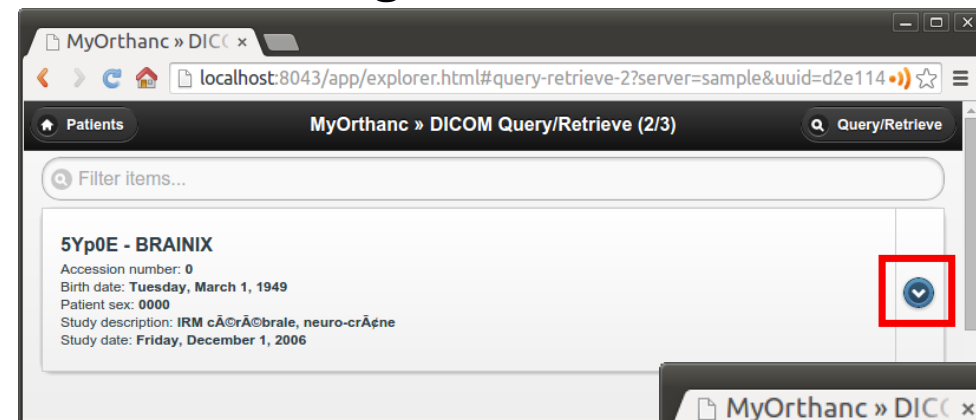 MyOrthanc » DICC
localhost:8043/app/explorer.html#query-retrieve-2?server=sample&uuid=d2e114
Patients
MyOrthanc » DICOM Query/Retrieve (2/3)
Query/Retrieve
Filter items...
5Yp0E - BRAINIX
Accession number: 0
Birth date: Tuesday, March 1, 1949
Patient sex: 0000
Study description: IRM cÃ©rÃ©brale, neuro-crÃ¢ne
Study date: Friday, December 1, 2006
MyOrthanc » DICC